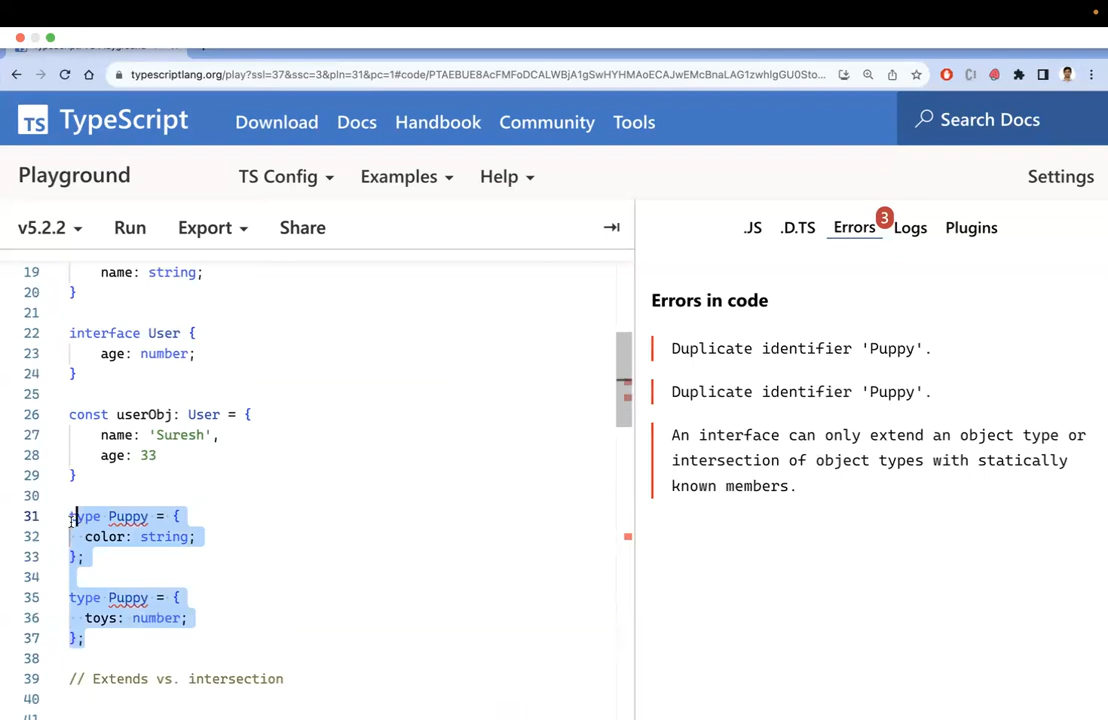 typescriptlang.org/play?ssl=37&ssc=3&pln=31&pc=1#code/PTAEBUE8AcFMFoDCALWBjA1gSwHYHMAoECAJwEMcBnaLAG1zwhlgGU0Sto...
TS TypeScript Download Docs Handbook Community Tools Search Docs
Playground TS Config Examples Help Settings
v5.2.2 Run Export Share .JS .D.TS Errors 3 Logs Plugins
Errors in code
Duplicate identifier 'Puppy'.
Duplicate identifier 'Puppy'.
An interface can only extend an object type or
intersection of object types with statically
known members.
19 name: string;
20 }
21
22 interface User {
23 age: number;
24 }
25
26 const userObj: User = {
27 name: 'Suresh',
28 age: 33
29 }
30
31 type Puppy = {
32 color: string;
33 };
34
35 type Puppy = {
36 toys: number;
37 };
38
39 // Extends vs. intersection
40
41